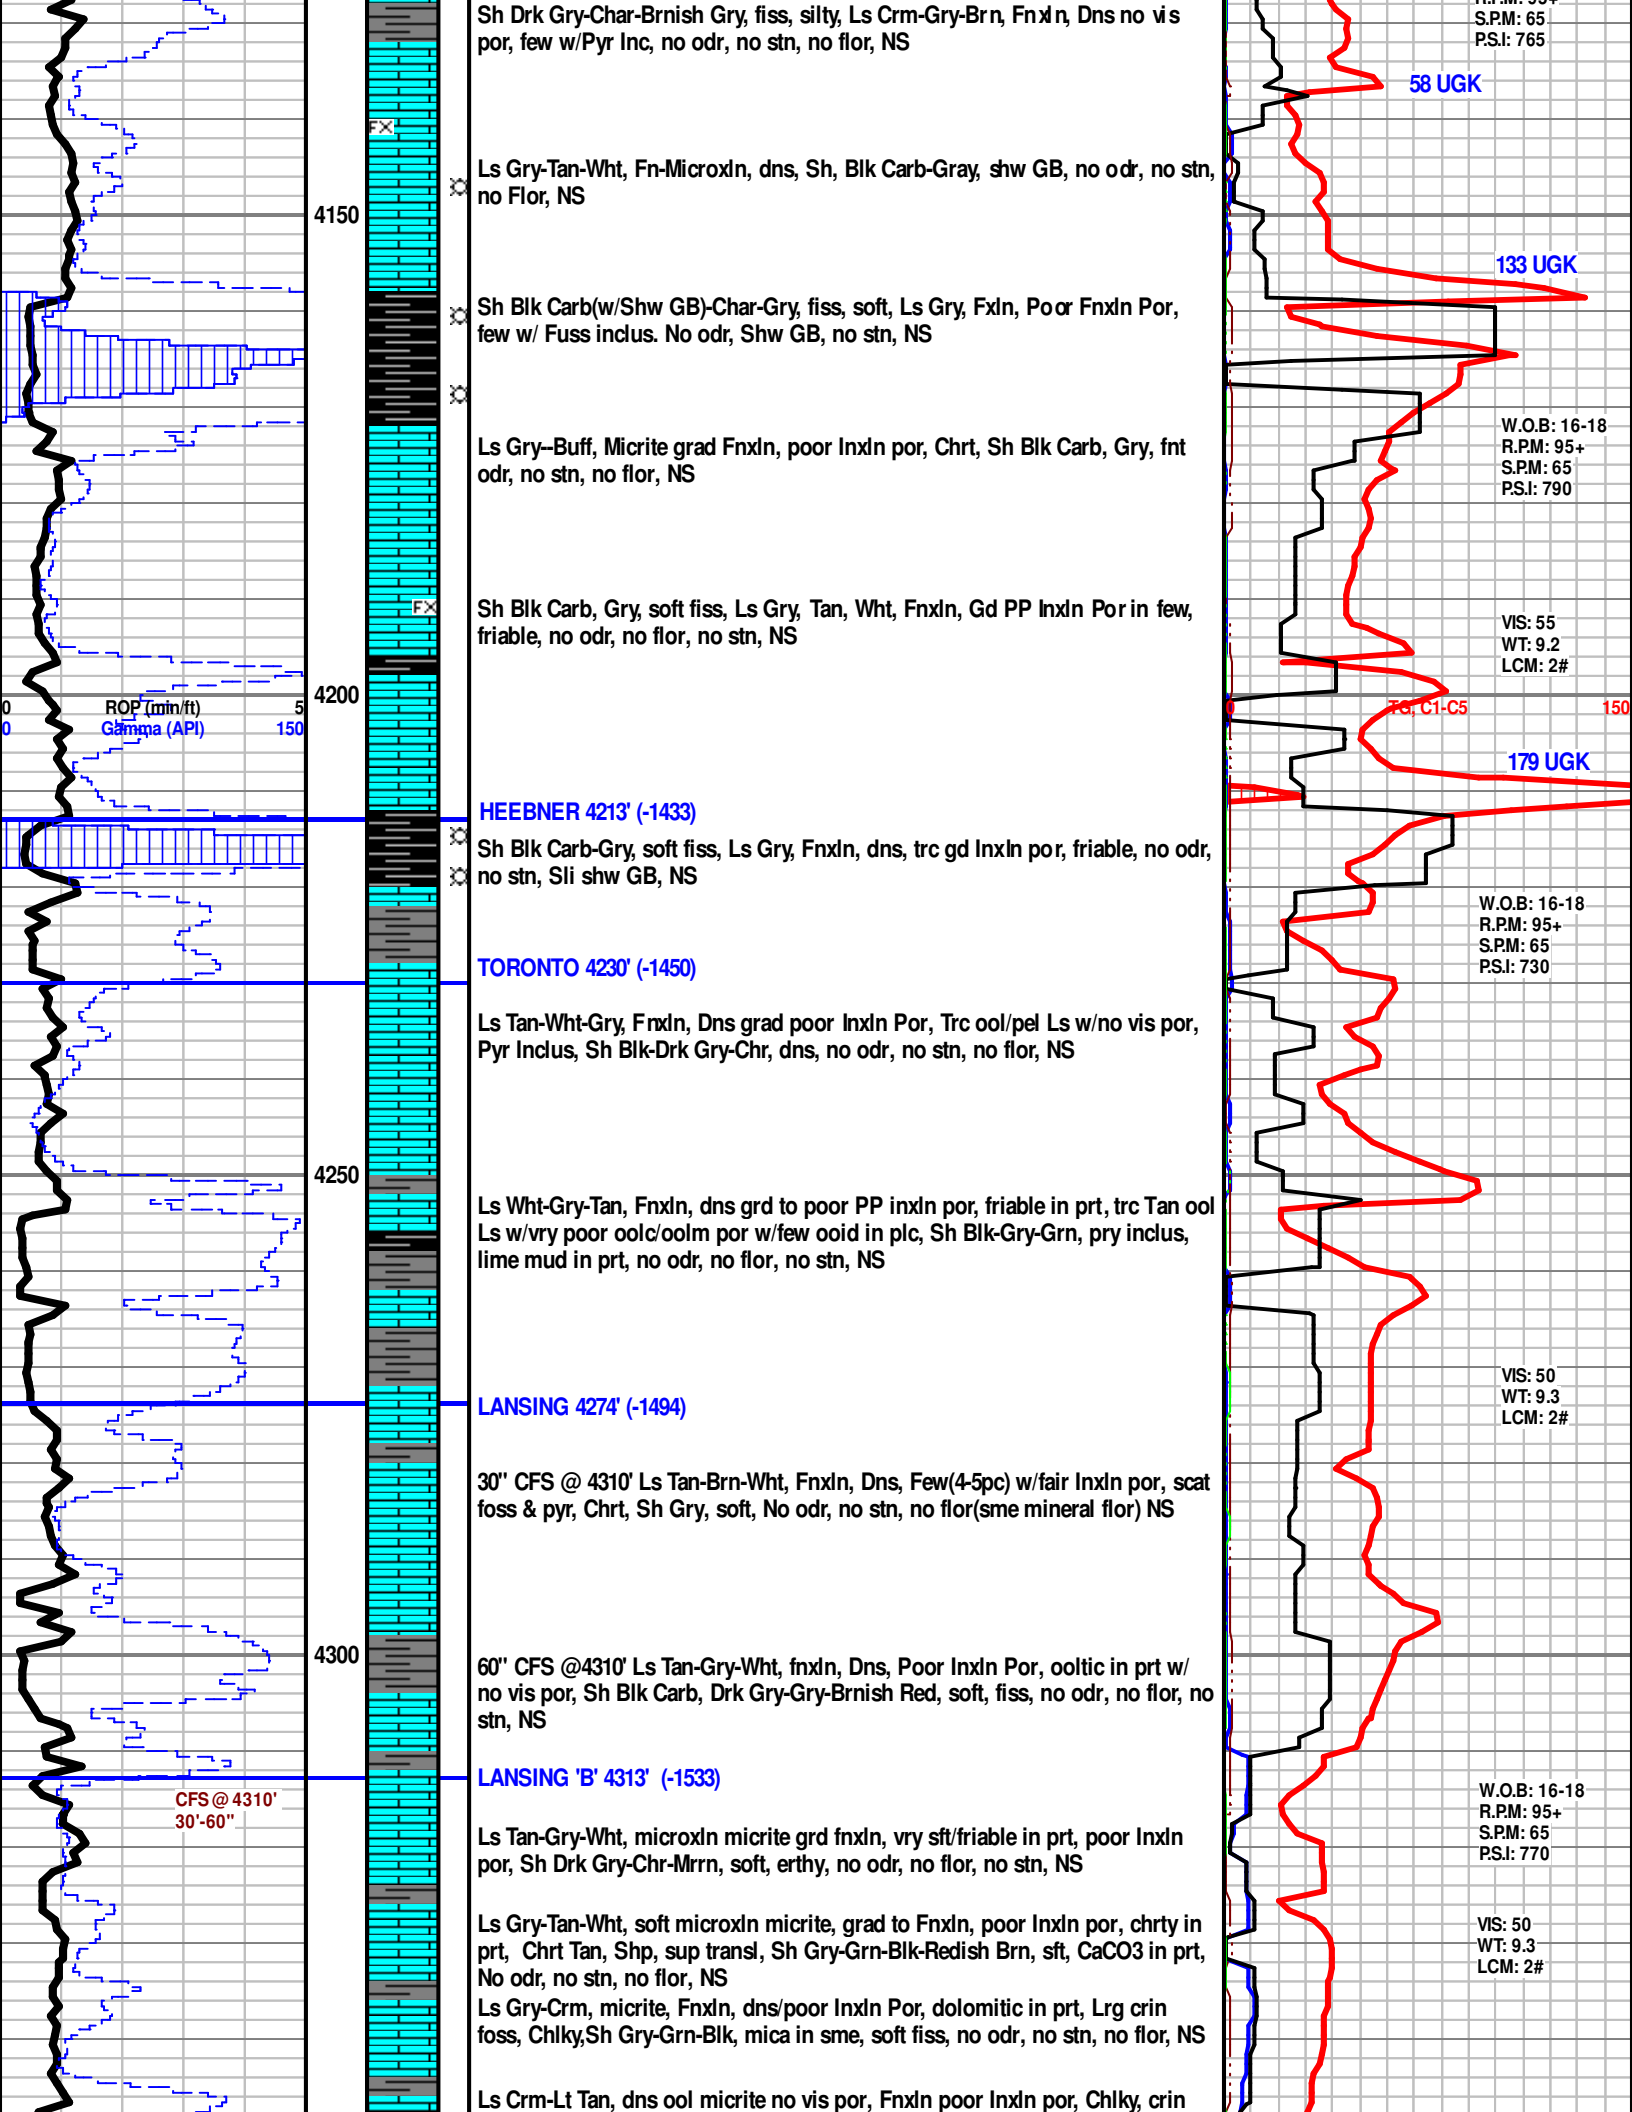 Sh Drk Gry-Char-Brnish Gry, fiss, silty, Ls Crm-Gry-Brn, Fnxln, Dns no vis
por, few w/Pyr Inc, no odr, no stn, no flor, NS
S.P.M: 65
P.S.I: 765
58 UGK
FX
Ls Gry-Tan-Wht, Fn-Microxln, dns, Sh, Blk Carb-Gray, shw GB, no odr, no stn,
no Flor, NS
4150
133 UGK
Sh Blk Carb(w/Shw GB)-Char-Gry, fiss, soft, Ls Gry, Fxln, Poor Fnxln Por,
few w/ Fuss inclus. No odr, Shw GB, no stn, NS
W.O.B: 16-18
R.P.M: 95+
S.P.M: 65
P.S.I: 790
Ls Gry--Buff, Micrite grad Fnxln, poor Inxln por, Chrt, Sh Blk Carb, Gry, fnt
odr, no stn, no flor, NS
FX
Sh Blk Carb, Gry, soft fiss, Ls Gry, Tan, Wht, Fnxln, Gd PP Inxln Por in few,
friable, no odr, no flor, no stn, NS
VIS: 55
WT: 9.2
LCM: 2#
4200
0 ROP (min/ft) 5
0 Gamma (API) 150
0 TG, C1-C5 150
179 UGK
HEEBNER 4213' (-1433)
Sh Blk Carb-Gry, soft fiss, Ls Gry, Fnxln, dns, trc gd Inxln por, friable, no odr,
no stn, Sli shw GB, NS
W.O.B: 16-18
R.P.M: 95+
S.P.M: 65
P.S.I: 730
TORONTO 4230' (-1450)
Ls Tan-Wht-Gry, Fnxln, Dns grad poor Inxln Por, Trc ool/pel Ls w/no vis por,
Pyr Inclus, Sh Blk-Drk Gry-Chr, dns, no odr, no stn, no flor, NS
4250
Ls Wht-Gry-Tan, Fnxln, dns grd to poor PP inxln por, friable in prt, trc Tan ool
Ls w/vry poor oolc/oolm por w/few ooid in plc, Sh Blk-Gry-Grn, pry inclus,
lime mud in prt, no odr, no flor, no stn, NS
VIS: 50
WT: 9.3
LCM: 2#
LANSING 4274' (-1494)
30" CFS @ 4310' Ls Tan-Brn-Wht, Fnxln, Dns, Few(4-5pc) w/fair Inxln por, scat
foss & pyr, Chrt, Sh Gry, soft, No odr, no stn, no flor(sme mineral flor) NS
4300
60" CFS @4310' Ls Tan-Gry-Wht, fnxln, Dns, Poor Inxln Por, ooltic in prt w/
no vis por, Sh Blk Carb, Drk Gry-Gry-Brnish Red, soft, fiss, no odr, no flor, no
stn, NS
LANSING 'B' 4313' (-1533)
CFS @ 4310'
30'-60"
W.O.B: 16-18
R.P.M: 95+
S.P.M: 65
P.S.I: 770
Ls Tan-Gry-Wht, microxln micrite grd fnxln, vry sft/friable in prt, poor Inxln
por, Sh Drk Gry-Chr-Mrrn, soft, erthy, no odr, no flor, no stn, NS
Ls Gry-Tan-Wht, soft microxln micrite, grad to Fnxln, poor Inxln por, chrty in
prt, Chrt Tan, Shp, sup transl, Sh Gry-Grn-Blk-Redish Brn, sft, CaCO3 in prt,
No odr, no stn, no flor, NS
VIS: 50
WT: 9.3
LCM: 2#
Ls Gry-Crm, micrite, Fnxln, dns/poor Inxln Por, dolomitic in prt, Lrg crin
foss, Chlky,Sh Gry-Grn-Blk, mica in sme, soft fiss, no odr, no stn, no flor, NS
Ls Crm-Lt Tan, dns ool micrite no vis por, Fnxln poor Inxln por, Chlky, crin